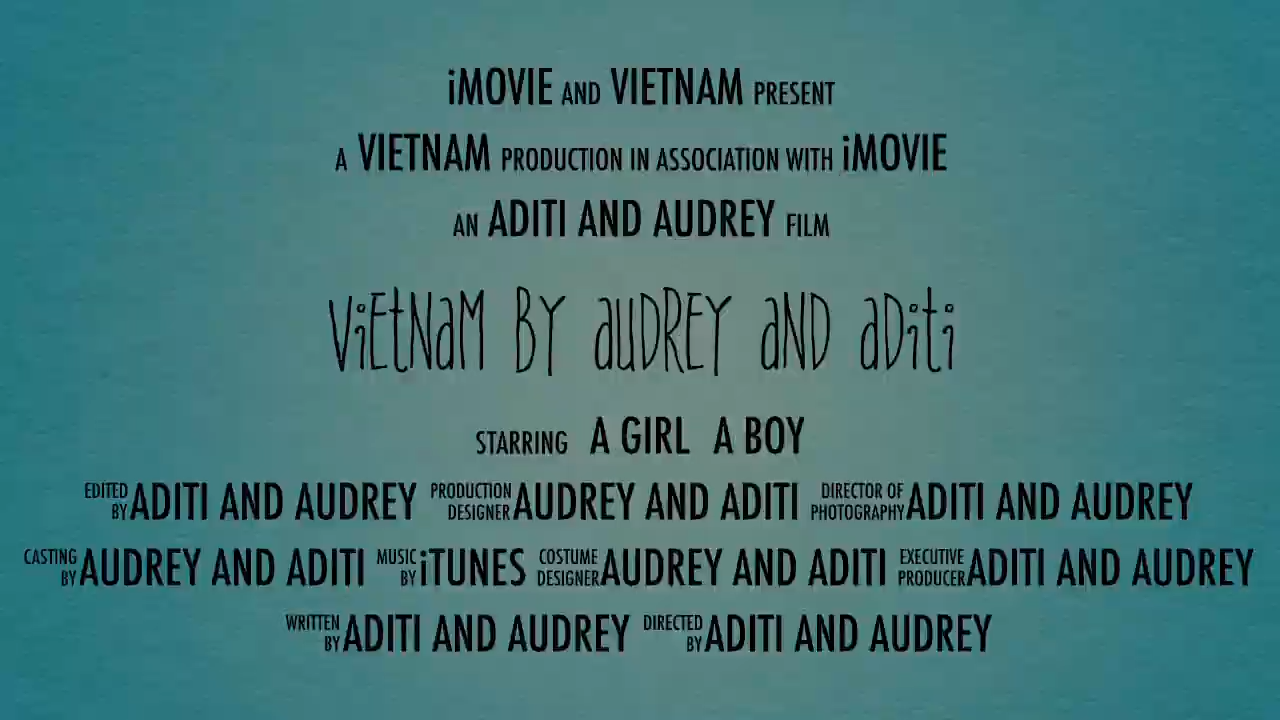 iMOVIE AND VIETNAM PRESENT
A VIETNAM PRODUCTION IN ASSOCIATION WITH iMOVIE
AN ADITI AND AUDREY FILM
ViEtNaM BY auDREY aND aDiti
STARRING A GIRL A BOY
EDITED BY ADITI AND AUDREY PRODUCTION DESIGNER AUDREY AND ADITI DIRECTOR OF PHOTOGRAPHY ADITI AND AUDREY
CASTING BY AUDREY AND ADITI MUSIC BY iTUNES COSTUME DESIGNER AUDREY AND ADITI EXECUTIVE PRODUCER ADITI AND AUDREY
WRITTEN BY ADITI AND AUDREY DIRECTED BY ADITI AND AUDREY